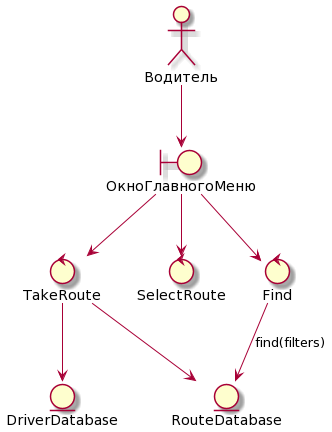 Водитель
ОкноГлавногоМеню
TakeRoute
SelectRoute
Find
find(filters)
DriverDatabase
RouteDatabase